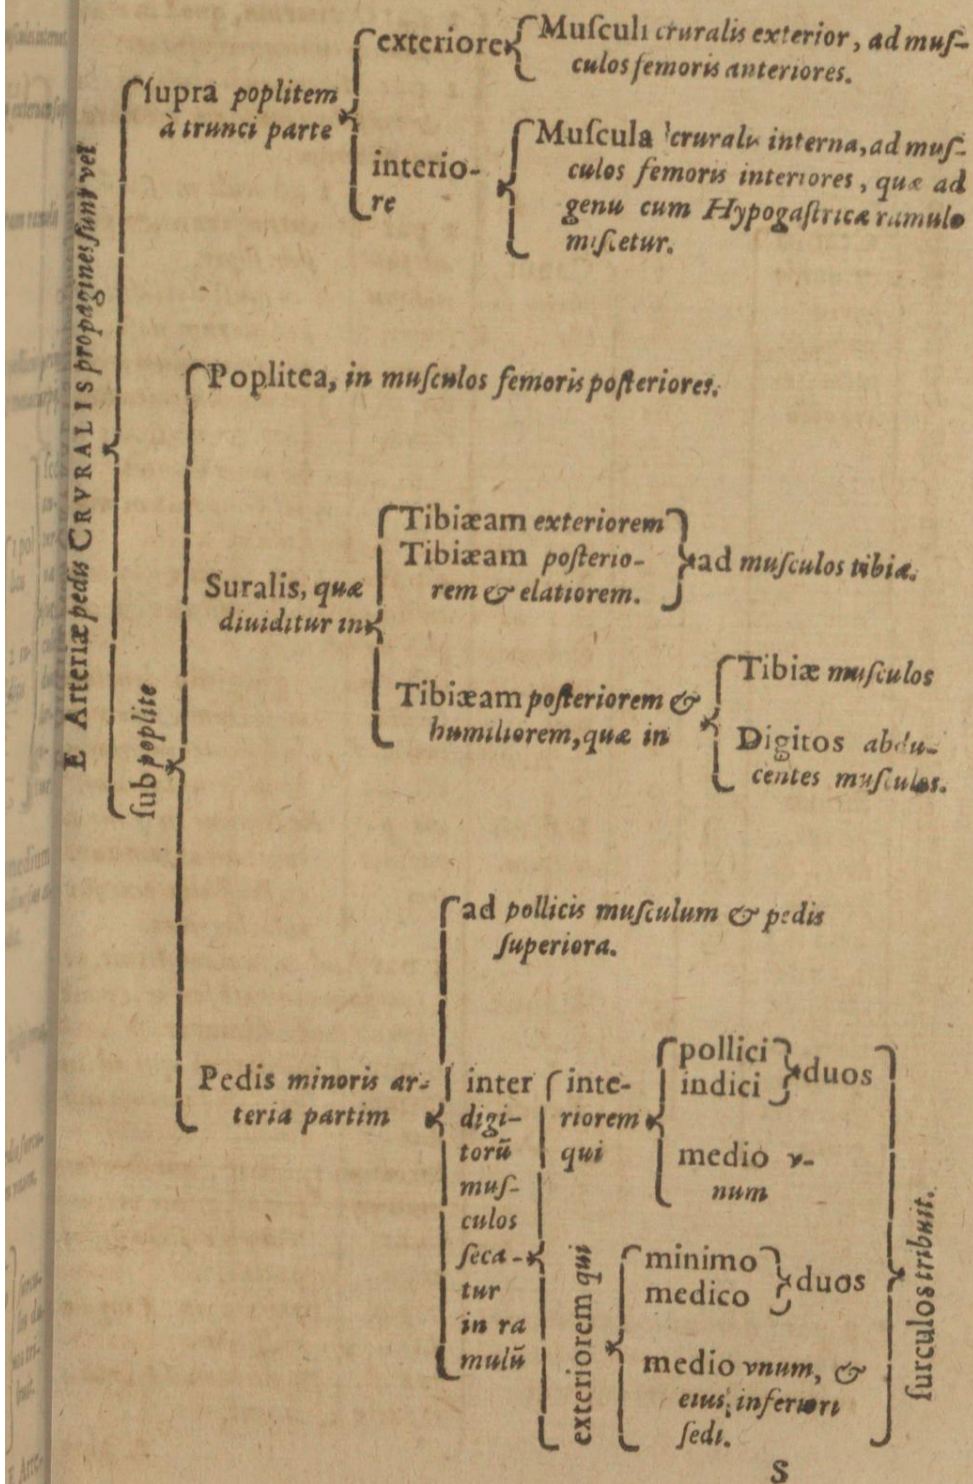 E Arteriæ pedis CRVRALIS propagines sunt vel
ſupra poplitem
à trunci parte
exteriore
Muſculi cruralis exterior, ad muſ-
culos femoris anteriores.
interio-
re
Muſcula cruralis interna, ad muſ-
culos femoris interiores, quæ ad
genu cum Hypogaſtricæ ramulo
miſcetur.
ſub poplite
Poplitea, in muſculos femoris poſteriores.
Suralis, quæ
diuiditur in
Tibiæam exteriorem
Tibiæam poſterio-
rem & elatiorem.
ad muſculos tibiæ.
Tibiæam poſteriorem &
humiliorem, quæ in
Tibiæ muſculos
Digitos abdu-
centes muſculos.
Pedis minoris ar-
teria partim
ad pollicis muſculum & pedis
ſuperiora.
inter
digi-
torũ
muſ-
culos
ſeca-
tur
in ra
mulũ
inte-
riorem
qui
pollici
indici
duos
medio v-
num
exteriorem qui
minimo
medico
duos
medio vnum, &
eius inferiori
ſedi.
ſurculos tribuit.
S